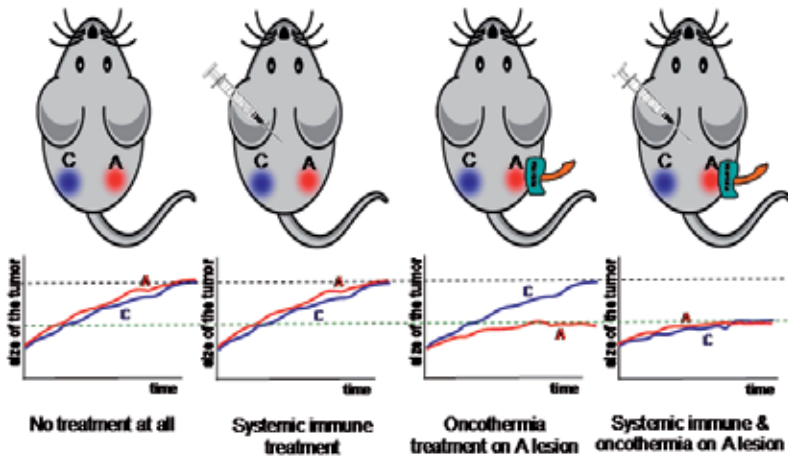 C A
C A
C A
C A
size of the tumor
A
C
time
size of the tumor
A
C
time
size of the tumor
C
A
time
size of the tumor
A
C
time
No treatment at all
Systemic immune
treatment
Oncothermia
treatment on A lesion
Systemic immune &
oncothermia on A lesion